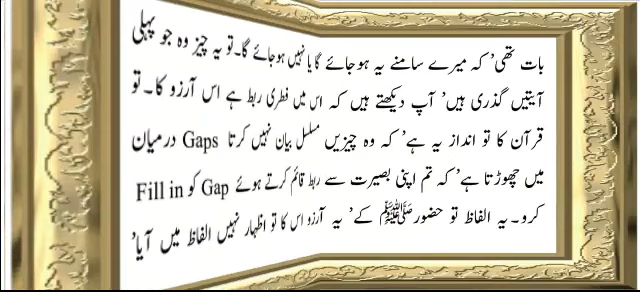 بات تھی‘ کہ میرے سامنے یہ ہوجائے گا یا نہیں ہوجائے گا۔تو یہ چیز وہ جو پہلی
آیتیں گذری ہیں‘ آپ دیکھتے ہیں کہ اس میں فطری ربط ہے اس آرزو کا۔ تو
قرآن کا تو انداز یہ ہے‘ کہ وہ چیزیں مسلسل بیان نہیں کرتا Gaps درمیان
میں چھوڑتا ہے‘ کہ تم اپنی بصیرت سے ربط قائم کرتے ہوئے Gap کو Fill in
کرو۔ یہ الفاظ تو حضورﷺ کے‘ یہ آرزو اس کا تو اظہار نہیں الفاظ میں آیا‘